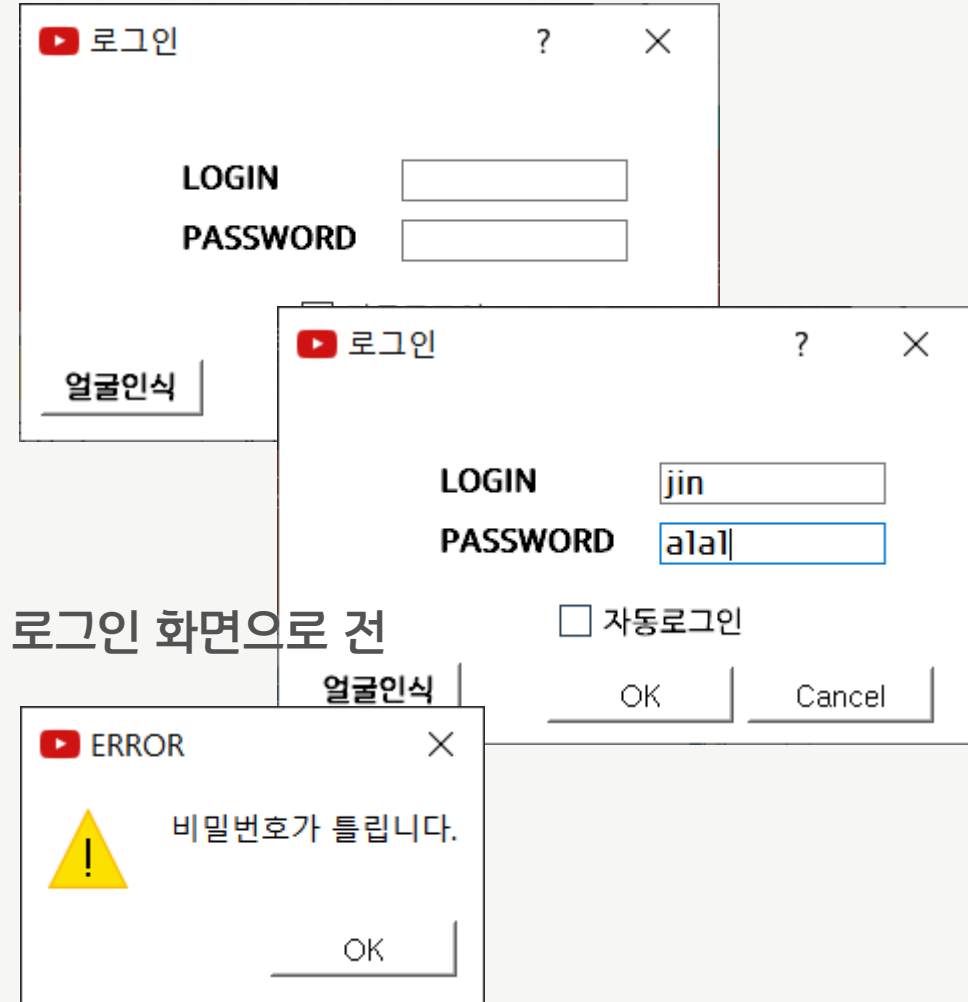 로그인 ? ×
LOGIN
PASSWORD
얼굴인식
로그인 ? ×
LOGIN jin
PASSWORD a1a1
자동로그인
얼굴인식 OK Cancel
로그인 화면으로 전
ERROR ×
비밀번호가 틀립니다.
!
OK